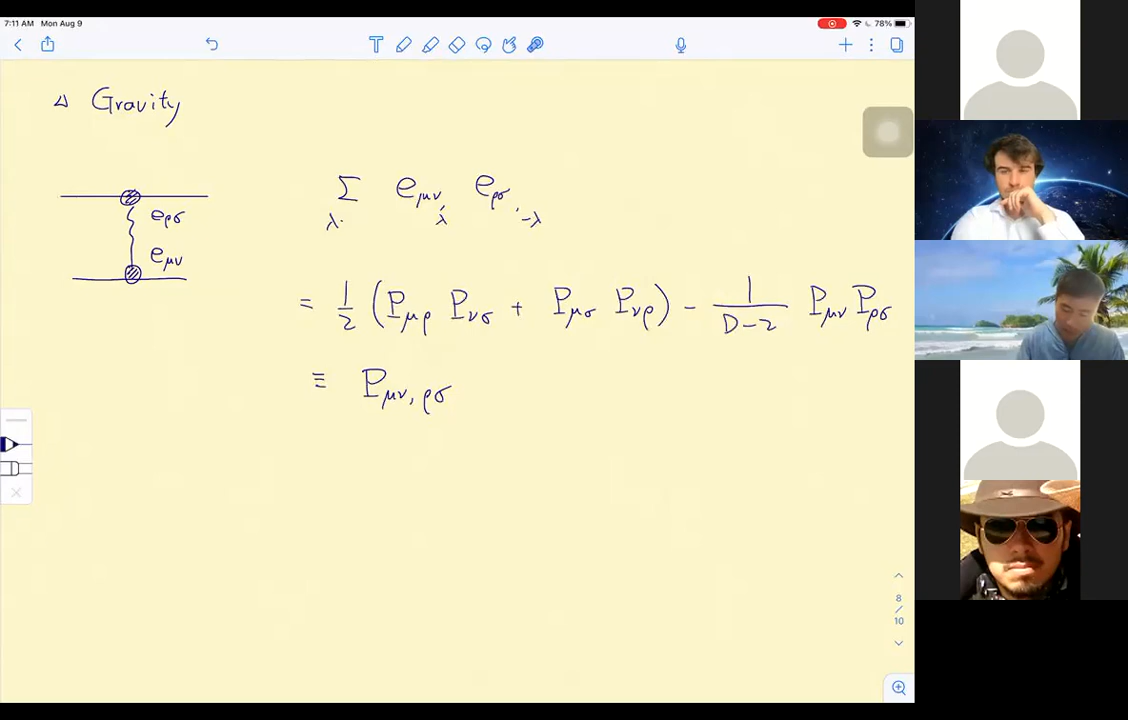 7:11 AM Mon Aug 9
78%
△ Gravity
e_ρσ
e_μν
Σ_λ e_μν,λ e_ρσ,-λ
= 1/2 (P_μρ P_νσ + P_μσ P_νρ) - 1/(D-2) P_μν P_ρσ
≡ P_μν,ρσ
8
/
10